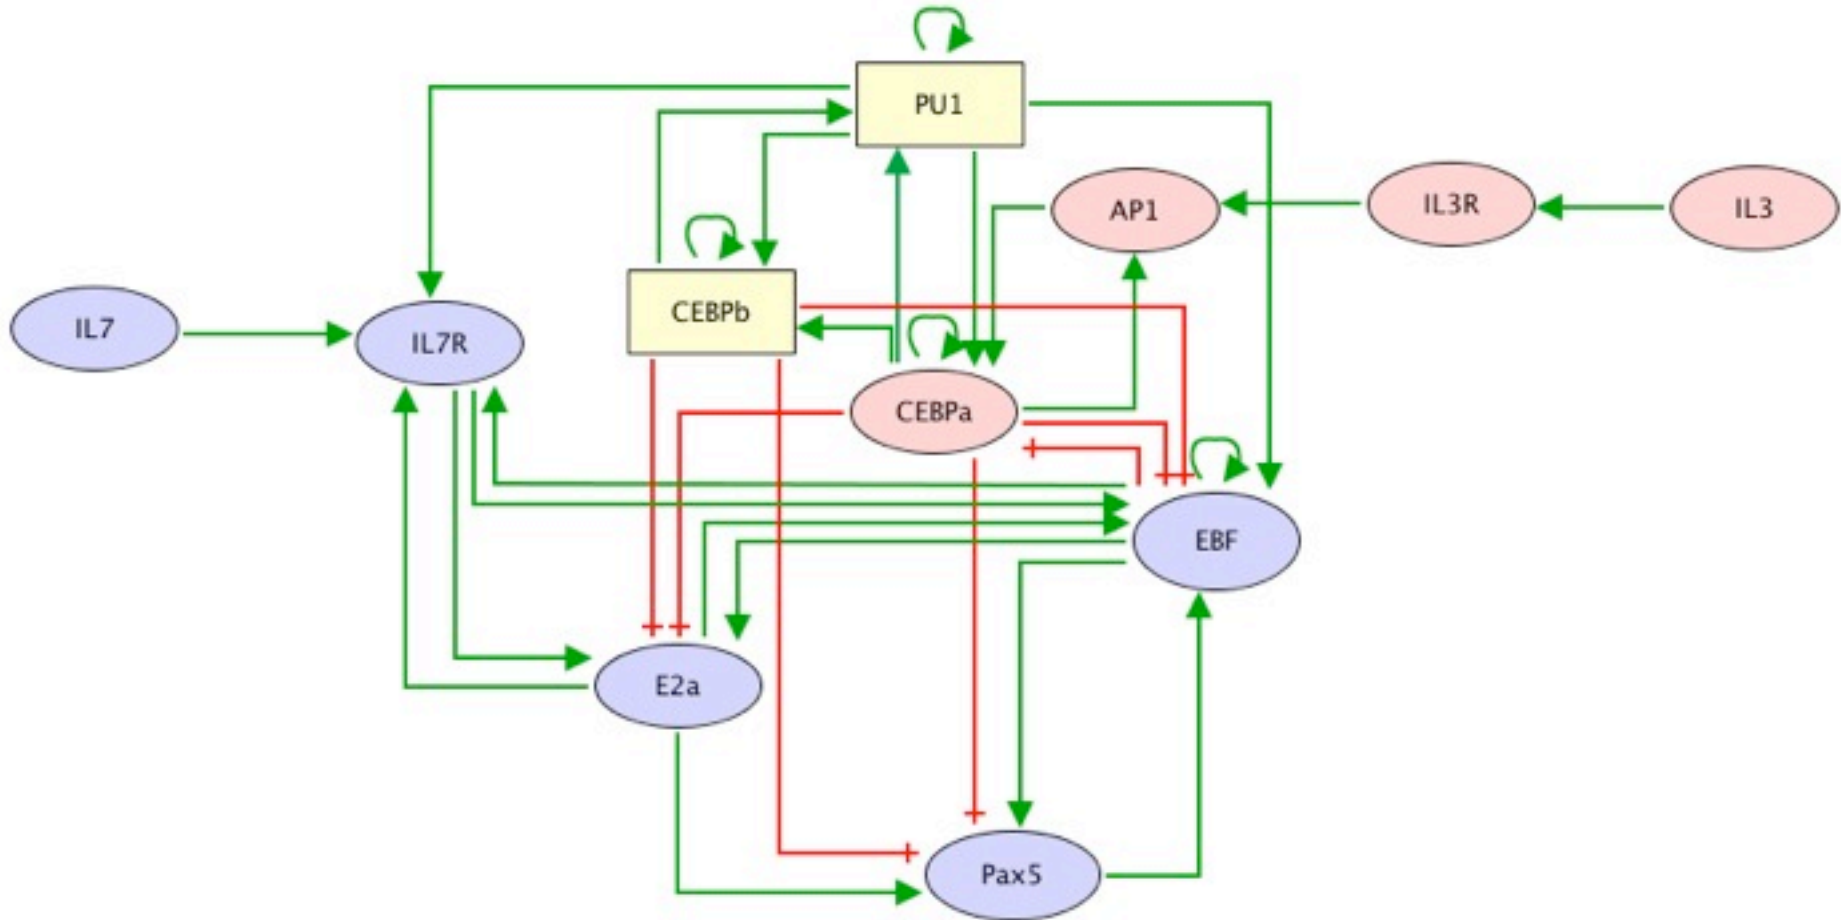 PU1
AP1
IL3R
IL3
CEBPb
IL7
IL7R
CEBPa
EBF
E2a
Pax5